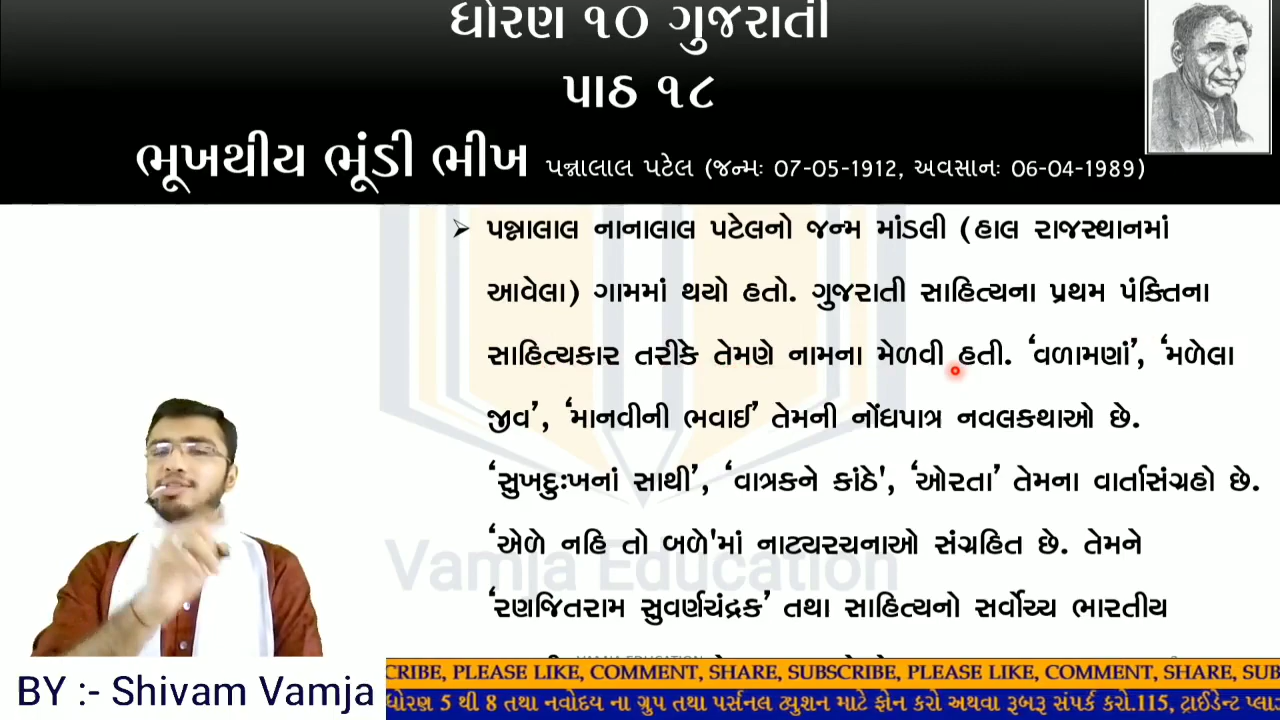 ધોરણ ૧૦ ગુજરાતી
પાઠ ૧૮
ભૂખથીય ભૂંડી ભીખ પન્નાલાલ પટેલ (જન્મઃ 07-05-1912, અવસાનઃ 06-04-1989)
➢ પન્નાલાલ નાનાલાલ પટેલનો જન્મ માંડલી (હાલ રાજસ્થાનમાં
આવેલા) ગામમાં થયો હતો. ગુજરાતી સાહિત્યના પ્રથમ પંક્તિના
સાહિત્યકાર તરીકે તેમણે નામના મેળવી હતી. ‘વળામણાં’, ‘મળેલા
જીવ’, ‘માનવીની ભવાઈ’ તેમની નોંધપાત્ર નવલકથાઓ છે.
‘સુખદુઃખનાં સાથી’, ‘વાત્રકને કાંઠે', ‘ઓરતા’ તેમના વાર્તાસંગ્રહો છે.
‘એળે નહિ તો બળે'માં નાટ્યરચનાઓ સંગ્રહિત છે. તેમને
Vamja Education
‘રણજિતરામ સુવર્ણચંદ્રક’ તથા સાહિત્યનો સર્વોચ્ચ ભારતીય
BY :- Shivam Vamja
CRIBE, PLEASE LIKE, COMMENT, SHARE, SUBSCRIBE, PLEASE LIKE, COMMENT, SHARE, SUB
ધોરણ 5 થી 8 તથા નવોદય ના ગ્રુપ તથા પર્સનલ ટ્યુશન માટે ફોન કરો અથવા રૂબરૂ સંપર્ક કરો.115, ટ્રાઈડેન્ટ પ્લા